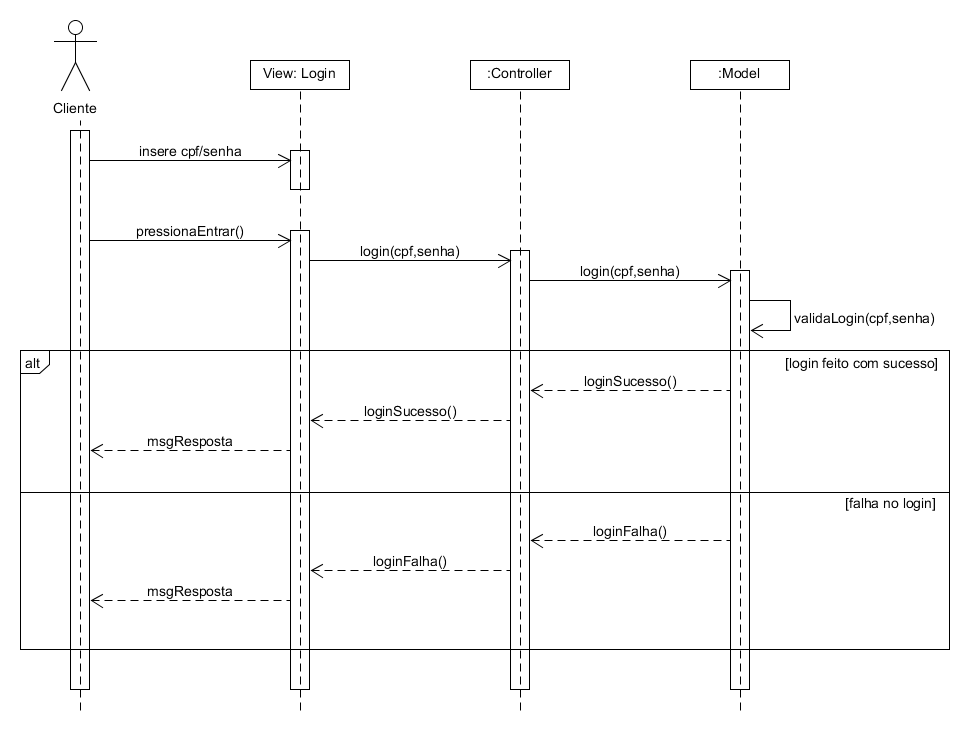 Cliente
View: Login
:Controller
:Model
insere cpf/senha
pressionaEntrar()
login(cpf,senha)
login(cpf,senha)
validaLogin(cpf,senha)
alt
[login feito com sucesso]
loginSucesso()
loginSucesso()
msgResposta
[falha no login]
loginFalha()
loginFalha()
msgResposta